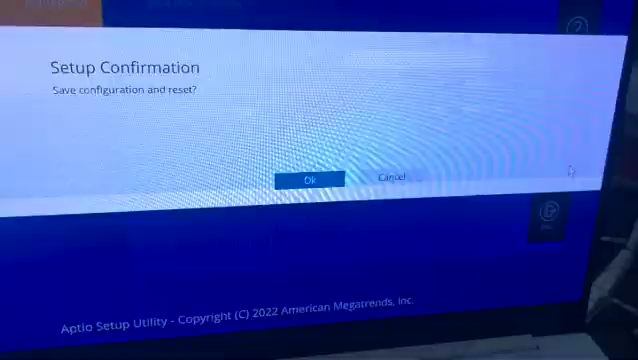 Setup Confirmation
Save configuration and reset?
Ok
Cancel
Aptio Setup Utility - Copyright (C) 2022 American Megatrends, Inc.